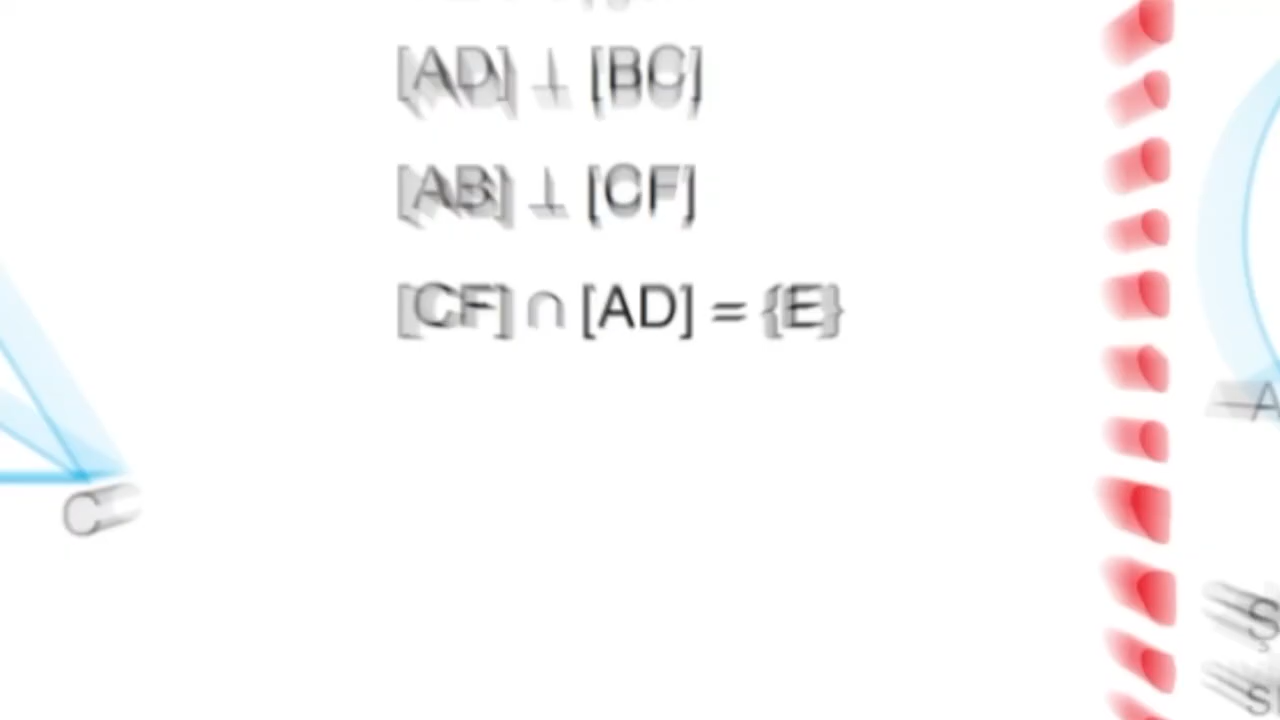 [AD] ⊥ [BC]
[AB] ⊥ [CF]
[CF] ∩ [AD] = {E}
C
A
Ş